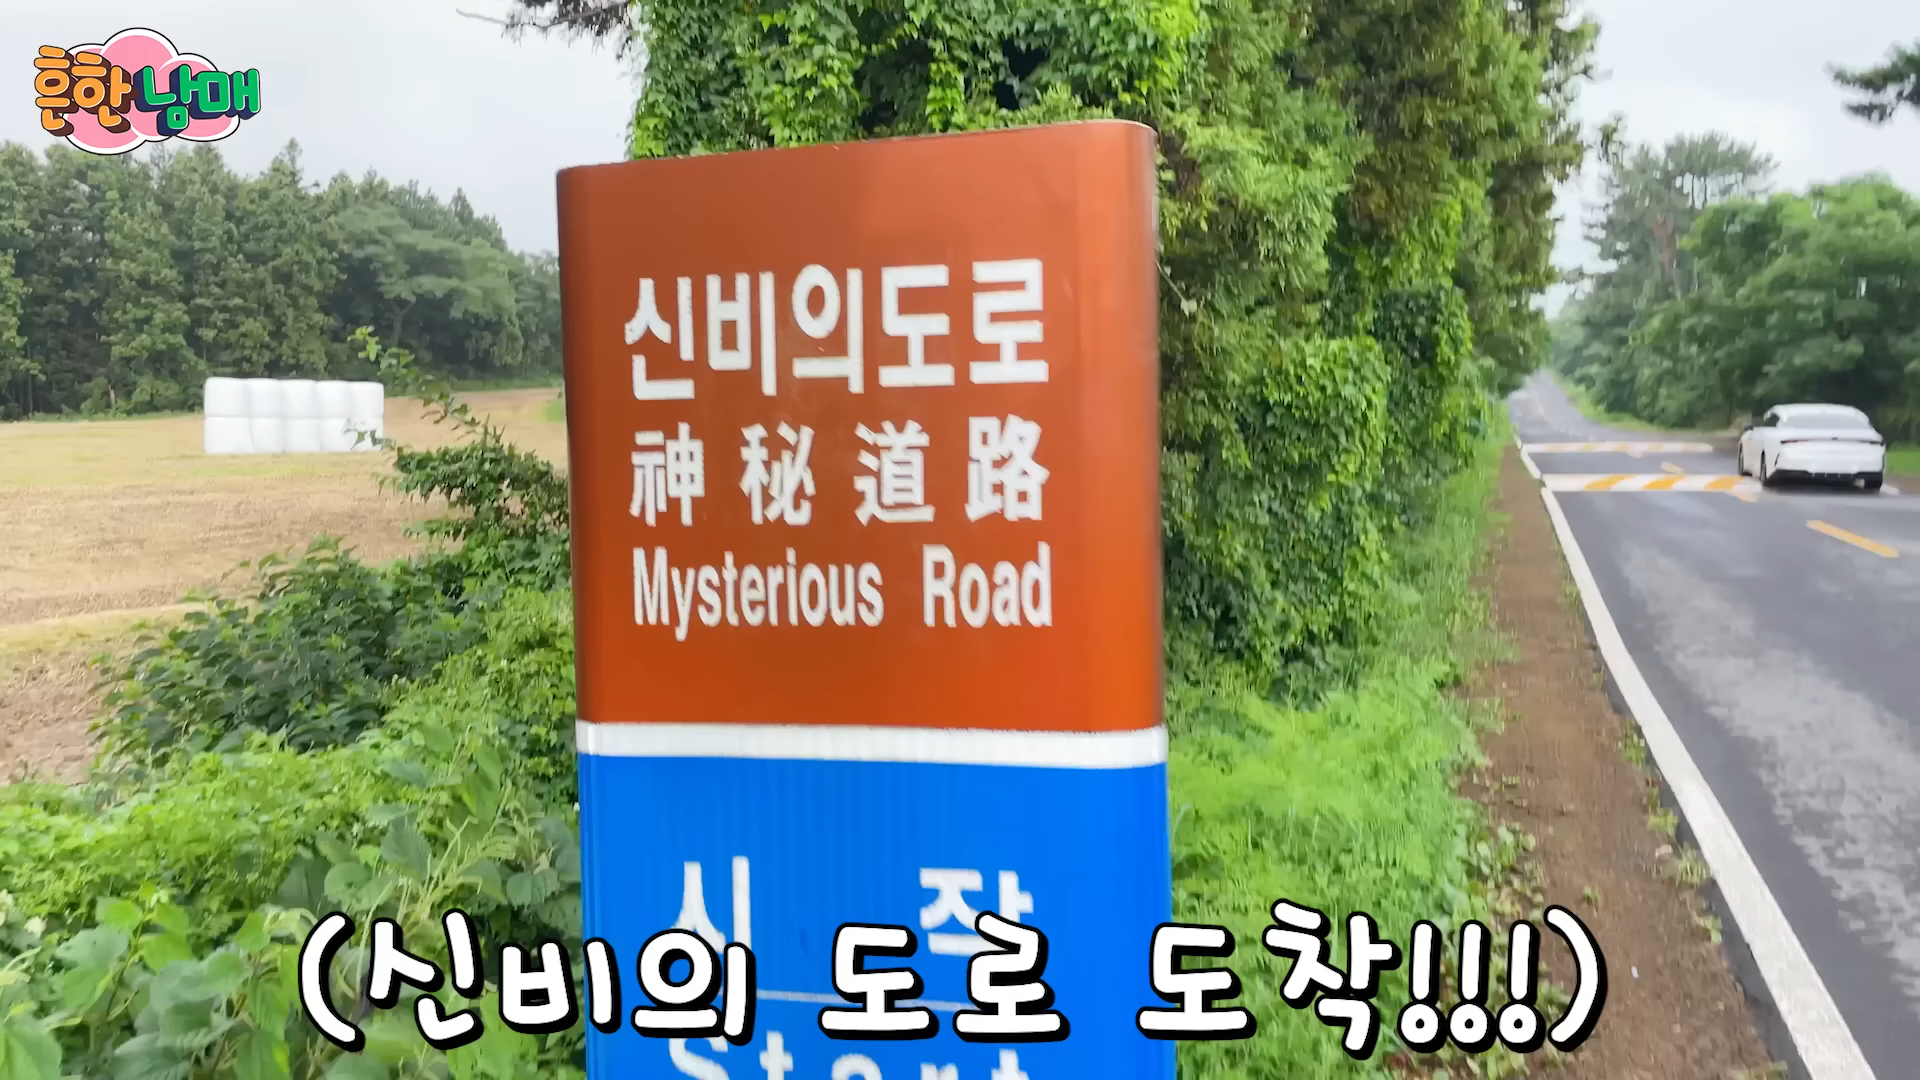 흔한남매
신비의도로
神秘道路
Mysterious Road
시작
(신비의 도로 도착!!!)
Start